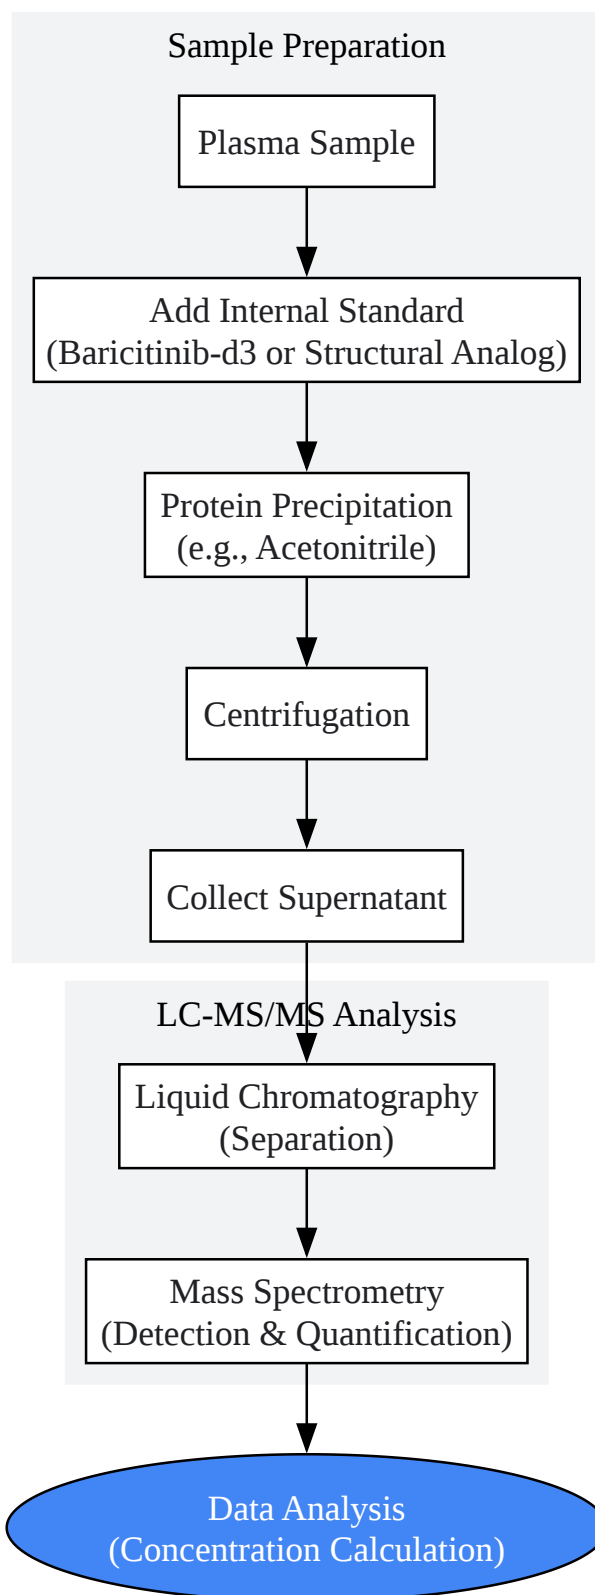 Sample Preparation
Plasma Sample
Add Internal Standard
(Baricitinib-d3 or Structural Analog)
Protein Precipitation
(e.g., Acetonitrile)
Centrifugation
Collect Supernatant
LC-MS/MS Analysis
Liquid Chromatography
(Separation)
Mass Spectrometry
(Detection & Quantification)
Data Analysis
(Concentration Calculation)